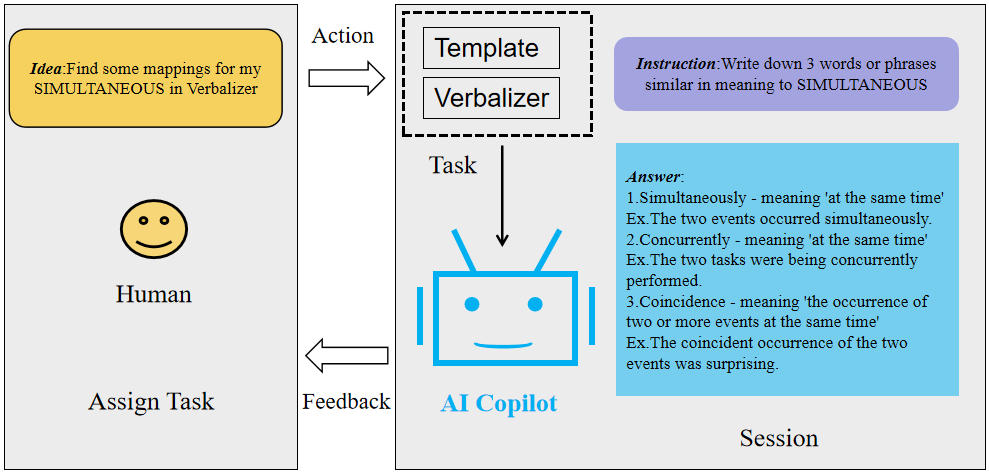 Idea:Find some mappings for my
SIMULTANEOUS in Verbalizer
Human
Assign Task
Action
Feedback
Template
Verbalizer
Task
AI Copilot
Instruction:Write down 3 words or phrases
similar in meaning to SIMULTANEOUS
Answer:
1.Simultaneously - meaning 'at the same time'
Ex.The two events occurred simultaneously.
2.Concurrently - meaning 'at the same time'
Ex.The two tasks were being concurrently
performed.
3.Coincidence - meaning 'the occurrence of
two or more events at the same time'
Ex.The coincident occurrence of the two
events was surprising.
Session